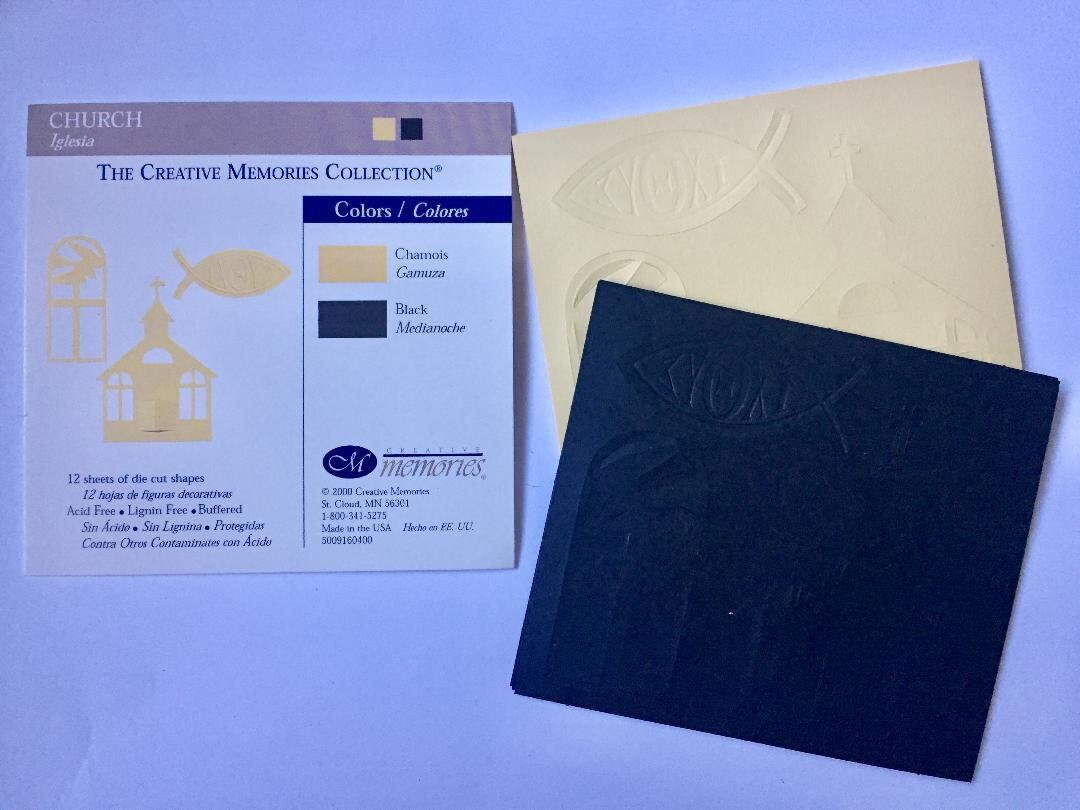 CHURCH
Iglesia
THE CREATIVE MEMORIES COLLECTION®
Colors / Colores
Chamois
Gamuza
Black
Medianoche
12 sheets of die cut shapes
12 hojas de figuras decorativas
Acid Free • Lignin Free • Buffered
Sin Ácido • Sin Lignina • Protegidas
Contra Otros Contaminates con Ácido
CM CREATIVE
memories®
© 2000 Creative Memories
St. Cloud, MN 56301
1-800-341-5275
Made in the USA Hecho en EE. UU.
5009160400